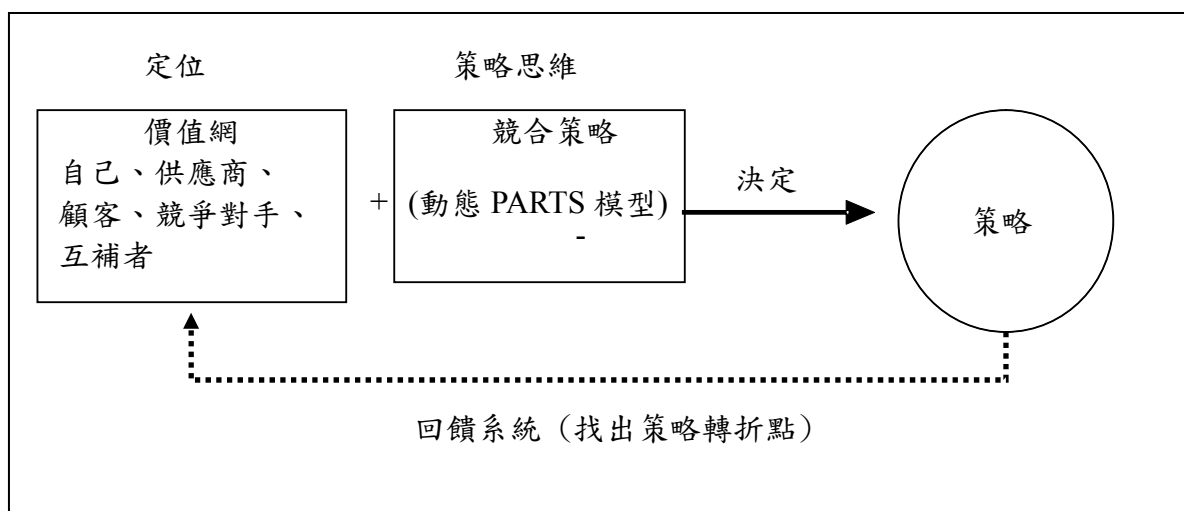 定位
策略思維
價值網
自己、供應商、
顧客、競爭對手、
互補者
+
競合策略
(動態 PARTS 模型)
-
決定
策略
回饋系統（找出策略轉折點）